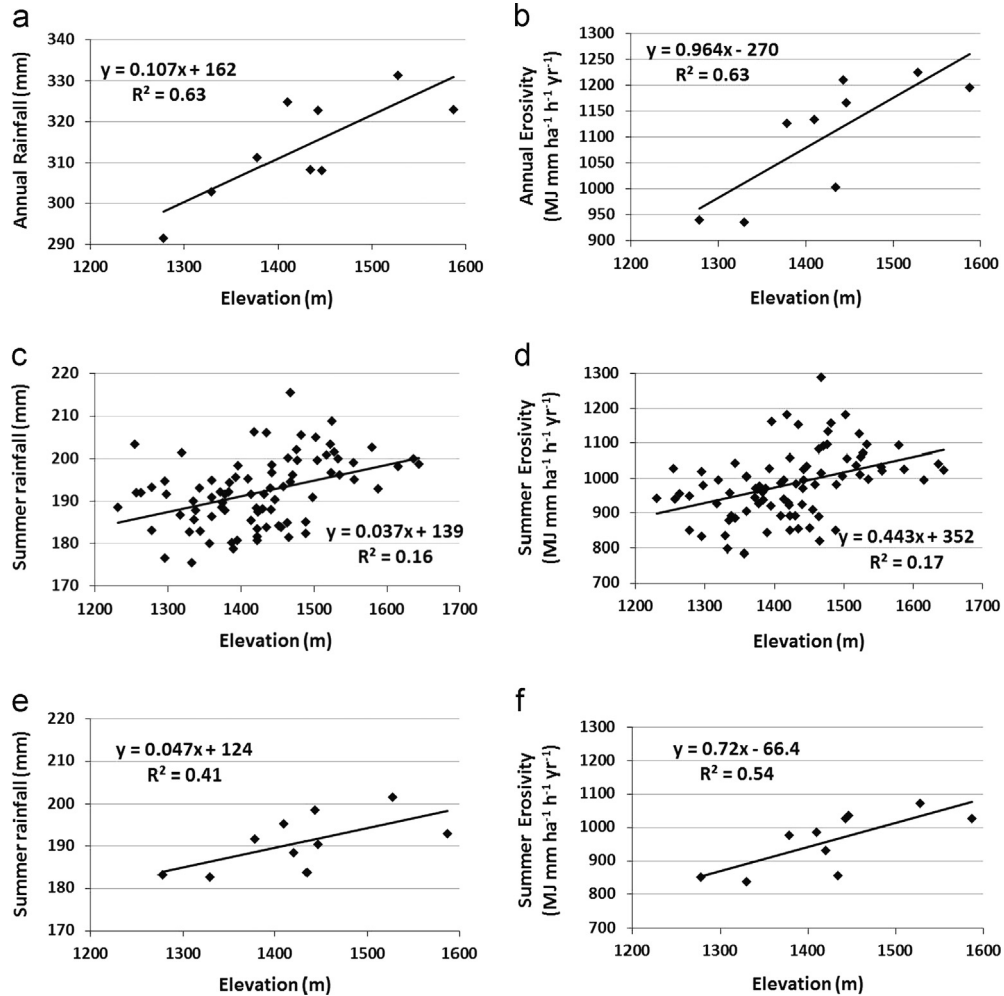 a
Annual Rainfall (mm)
340
330
320
310
300
290
y = 0.107x + 162
R² = 0.63
1200 1300 1400 1500 1600
Elevation (m)
b
Annual Erosivity
(MJ mm ha⁻¹ h⁻¹ yr⁻¹)
1300
1250
1200
1150
1100
1050
1000
950
900
y = 0.964x - 270
R² = 0.63
1200 1300 1400 1500 1600
Elevation (m)
c
Summer rainfall (mm)
220
210
200
190
180
170
y = 0.037x + 139
R² = 0.16
1200 1300 1400 1500 1600 1700
Elevation (m)
d
Summer Erosivity
(MJ mm ha⁻¹ h⁻¹ yr⁻¹)
1300
1200
1100
1000
900
800
700
y = 0.443x + 352
R² = 0.17
1200 1300 1400 1500 1600 1700
Elevation (m)
e
Summer rainfall (mm)
220
210
200
190
180
170
y = 0.047x + 124
R² = 0.41
1200 1300 1400 1500 1600
Elevation (m)
f
Summer Erosivity
(MJ mm ha⁻¹ h⁻¹ yr⁻¹)
1300
1200
1100
1000
900
800
700
y = 0.72x - 66.4
R² = 0.54
1200 1300 1400 1500 1600
Elevation (m)